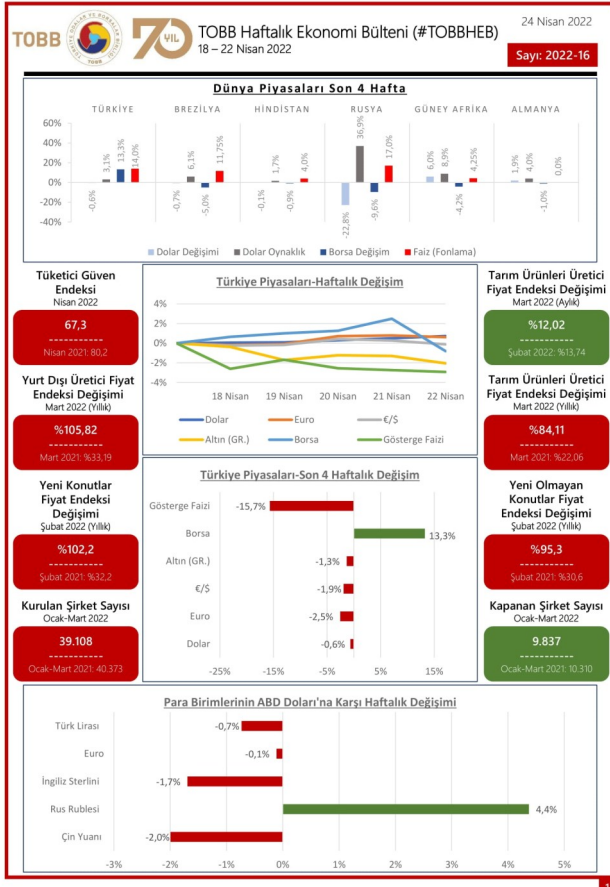 TOBB
TOBB
70 YIL
TOBB Haftalık Ekonomi Bülteni (#TOBBHEB)
18 – 22 Nisan 2022
24 Nisan 2022
Sayı: 2022-16
Dünya Piyasaları Son 4 Hafta
TÜRKİYE BREZİLYA HİNDİSTAN RUSYA GÜNEY AFRİKA ALMANYA
60%
40%
20%
0%
-20%
-40%
-0,6% 3,1% 13,3% 14,0%
-0,7% 6,1% -5,0% 11,75%
-0,1% 1,7% -0,9% 4,0%
-22,8% 36,9% -9,6% 17,0%
6,0% 8,9% -4,2% 4,25%
1,9% 4,0% -1,0% 0,0%
Dolar Değişimi Dolar Oynaklık Borsa Değişim Faiz (Fonlama)
Tüketici Güven
Endeksi
Nisan 2022
67,3
-----------
Nisan 2021: 80,2
Yurt Dışı Üretici Fiyat
Endeksi Değişimi
Mart 2022 (Yıllık)
%105,82
-----------
Mart 2021: %33,19
Yeni Konutlar
Fiyat Endeksi
Değişimi
Şubat 2022 (Yıllık)
%102,2
-----------
Şubat 2021: %32,2
Kurulan Şirket Sayısı
Ocak-Mart 2022
39.108
-----------
Ocak-Mart 2021: 40.373
Türkiye Piyasaları-Haftalık Değişim
4%
2%
0%
-2%
-4%
18 Nisan 19 Nisan 20 Nisan 21 Nisan 22 Nisan
Dolar Euro €/$
Altın (GR.) Borsa Gösterge Faizi
Türkiye Piyasaları-Son 4 Haftalık Değişim
Gösterge Faizi -15,7%
Borsa 13,3%
Altın (GR.) -1,3%
€/$ -1,9%
Euro -2,5%
Dolar -0,6%
-25% -15% -5% 5% 15%
Tarım Ürünleri Üretici
Fiyat Endeksi Değişimi
Mart 2022 (Aylık)
%12,02
-----------
Şubat 2022: %13,74
Tarım Ürünleri Üretici
Fiyat Endeksi Değişimi
Mart 2022 (Yıllık)
%84,11
-----------
Mart 2021: %22,06
Yeni Olmayan
Konutlar Fiyat
Endeksi Değişimi
Şubat 2022 (Yıllık)
%95,3
-----------
Şubat 2021: %30,6
Kapanan Şirket Sayısı
Ocak-Mart 2022
9.837
-----------
Ocak-Mart 2021: 10.310
Para Birimlerinin ABD Doları'na Karşı Haftalık Değişimi
Türk Lirası -0,7%
Euro -0,1%
İngiliz Sterlini -1,7%
Rus Rublesi 4,4%
Çin Yuanı -2,0%
-3% -2% -1% 0% 1% 2% 3% 4% 5%